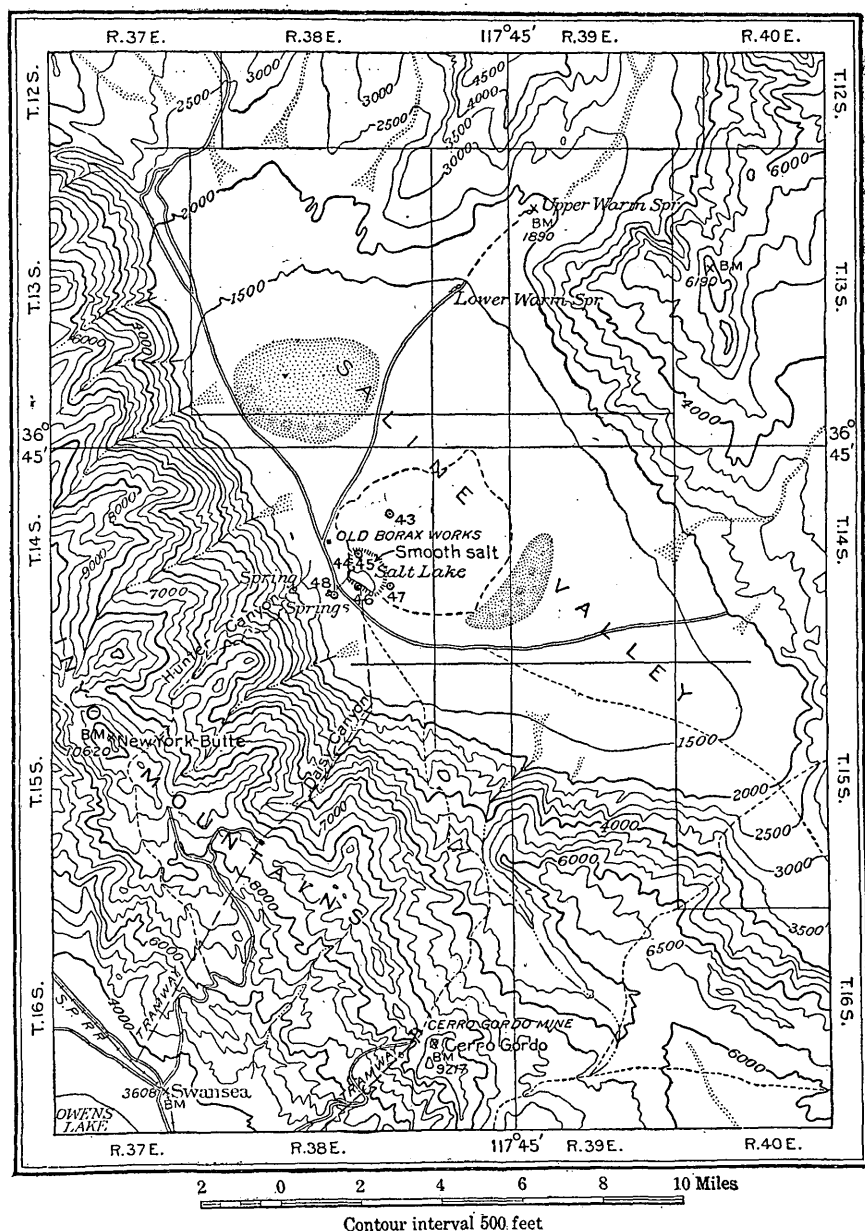 R.37 E. R.38 E. 117°45' R.39 E. R.40 E.
T.12 S. T.12 S.
3000 2500 3000 2500 4500 4000 3500 3000 6000
2000
Upper Warm Spr
BM
1890
BM
6190
T.13 S. T.13 S.
1500
Lower Warm Spr
6000 4000
4000
SALINE VALLEY
36° 45' 36° 45'
8000
9000
7000
T.14 S. T.14 S.
43
OLD BORAX WORKS
Smooth salt
44 45 Salt Lake
Spring 48 46 47
Springs
Hunter Canyon
INYO MOUNTAINS
BM New York Butte
10620
Daisy Canyon
1500
T.15 S. T.15 S.
7000
2000
2500
4000
3000
6000
8000
3500
6000
6500
T.16 S. T.16 S.
4000
S.P. R R
TRAMWAY
CERRO GORDO MINE
Cerro Gordo
BM
9217
TRAMWAY
6000
3608 Swansea
BM
OWENS
LAKE
R.37 E. R.38 E. 117°45' R.39 E. R.40 E.
2 0 2 4 6 8 10 Miles
Contour interval 500 feet